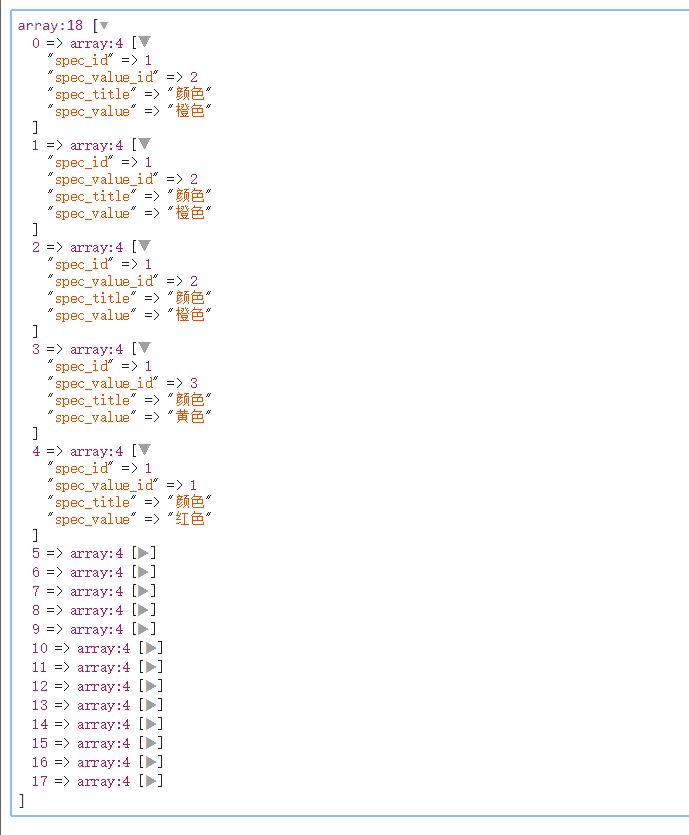 array:18 [▼
0 => array:4 [▼
"spec_id" => 1
"spec_value_id" => 2
"spec_title" => "颜色"
"spec_value" => "橙色"
]
1 => array:4 [▼
"spec_id" => 1
"spec_value_id" => 2
"spec_title" => "颜色"
"spec_value" => "橙色"
]
2 => array:4 [▼
"spec_id" => 1
"spec_value_id" => 2
"spec_title" => "颜色"
"spec_value" => "橙色"
]
3 => array:4 [▼
"spec_id" => 1
"spec_value_id" => 3
"spec_title" => "颜色"
"spec_value" => "黄色"
]
4 => array:4 [▼
"spec_id" => 1
"spec_value_id" => 1
"spec_title" => "颜色"
"spec_value" => "红色"
]
5 => array:4 [▶]
6 => array:4 [▶]
7 => array:4 [▶]
8 => array:4 [▶]
9 => array:4 [▶]
10 => array:4 [▶]
11 => array:4 [▶]
12 => array:4 [▶]
13 => array:4 [▶]
14 => array:4 [▶]
15 => array:4 [▶]
16 => array:4 [▶]
17 => array:4 [▶]
]